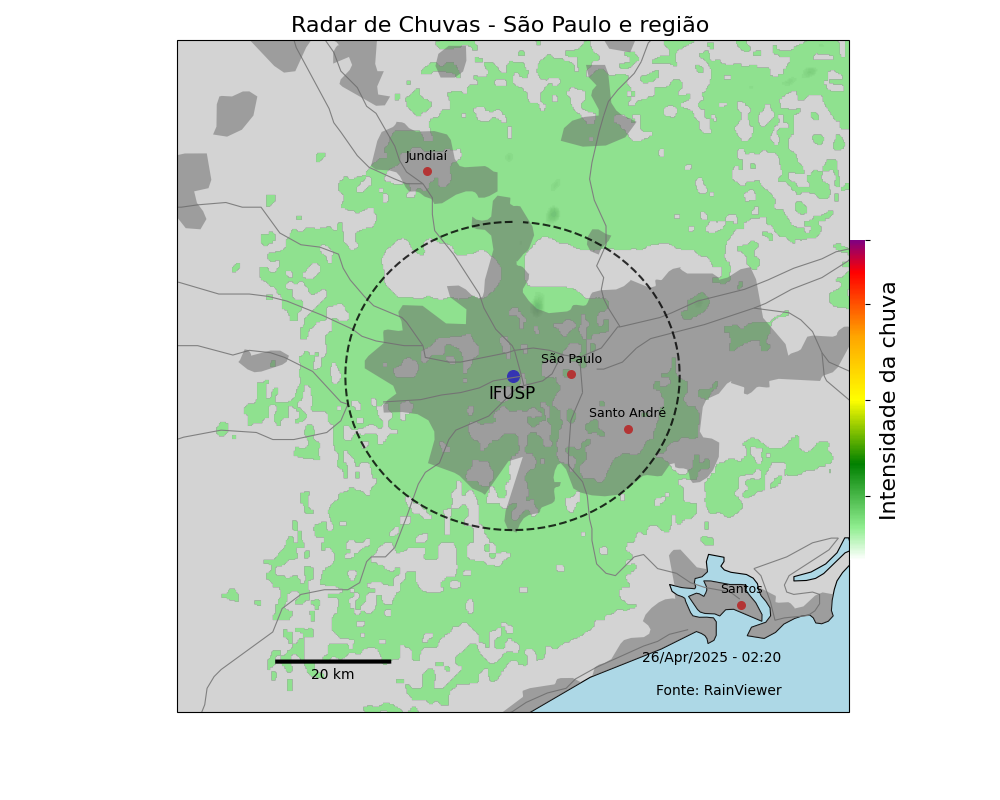 Radar de Chuvas - São Paulo e região
Jundiaí
São Paulo
IFUSP
Santo André
Intensidade da chuva
Santos
26/Apr/2025 - 02:20
20 km
Fonte: RainViewer